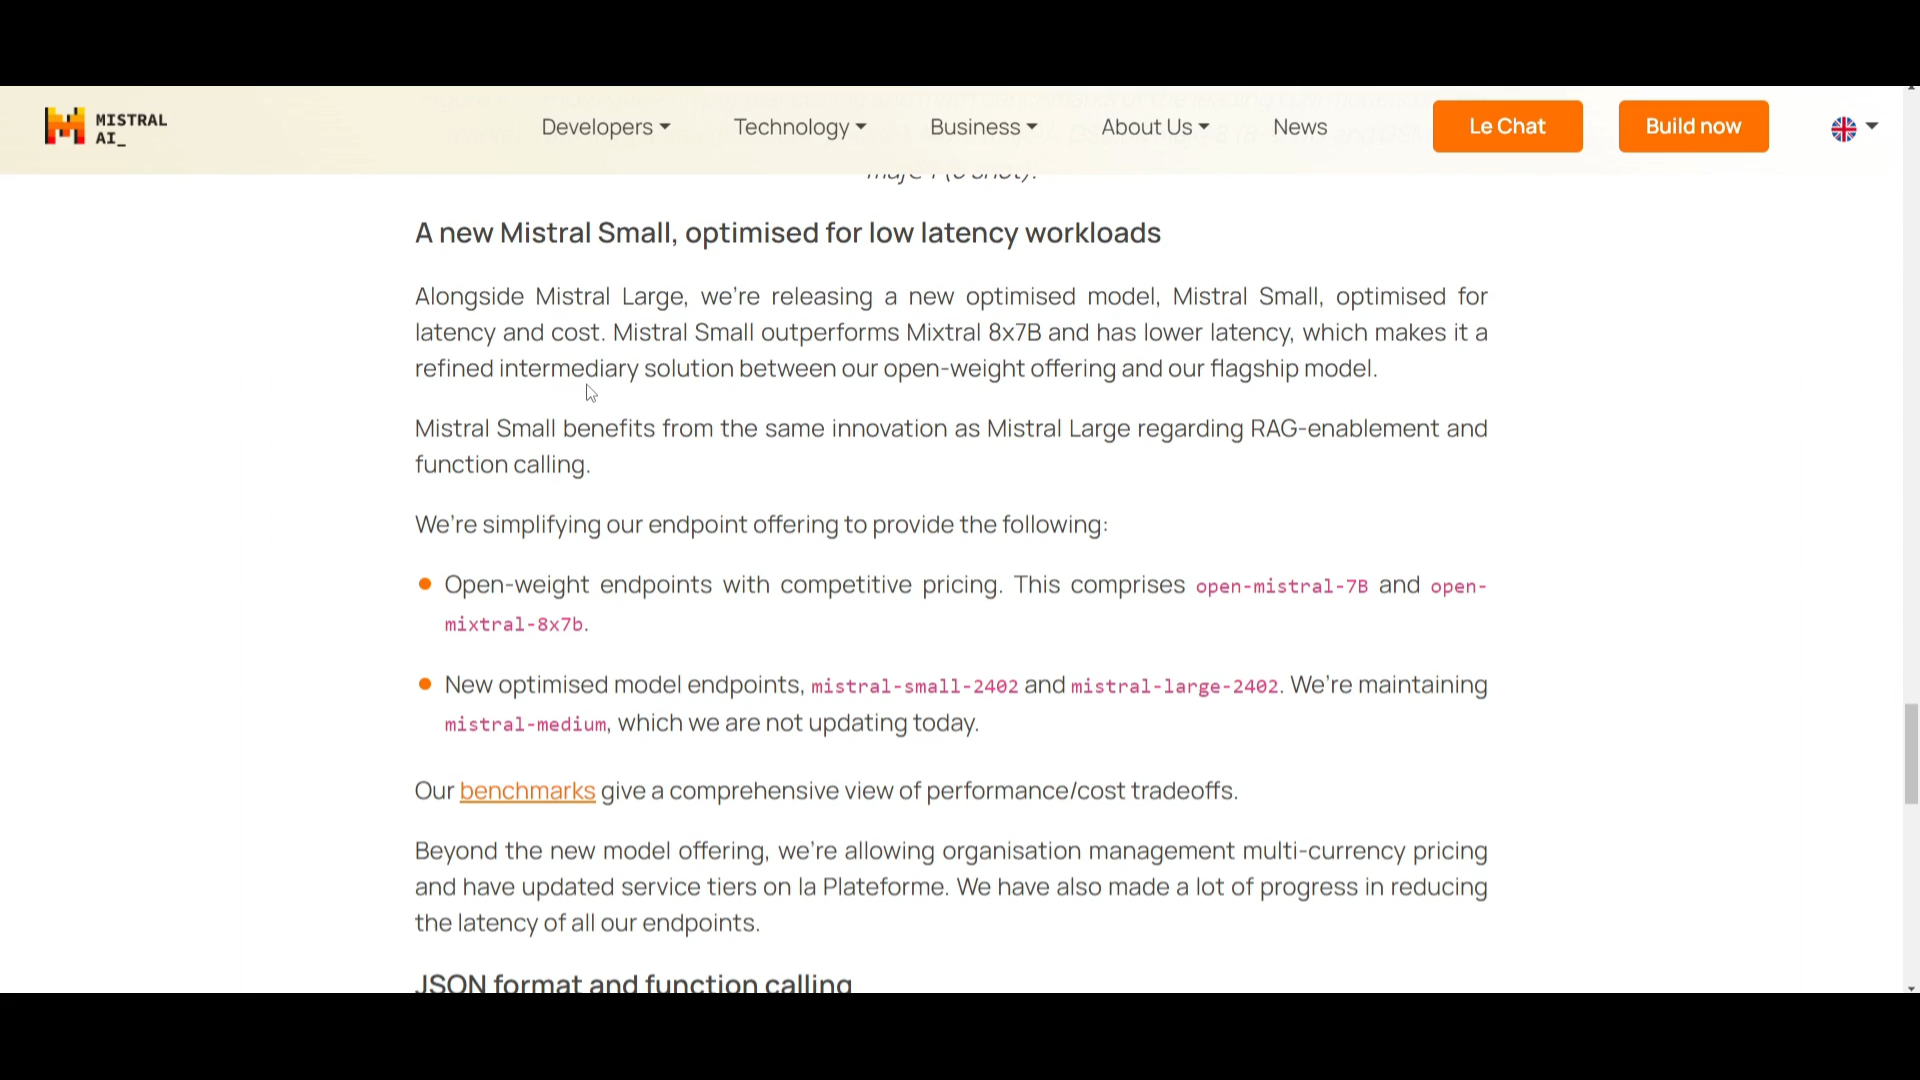 MISTRAL
AI_
Developers
Technology
Business
About Us
News
Le Chat
Build now
A new Mistral Small, optimised for low latency workloads
Alongside Mistral Large, we’re releasing a new optimised model, Mistral Small, optimised for
latency and cost. Mistral Small outperforms Mixtral 8x7B and has lower latency, which makes it a
refined intermediary solution between our open-weight offering and our flagship model.
Mistral Small benefits from the same innovation as Mistral Large regarding RAG-enablement and
function calling.
We’re simplifying our endpoint offering to provide the following:
Open-weight endpoints with competitive pricing. This comprises open-mistral-7B and open-
mixtral-8x7b.
New optimised model endpoints, mistral-small-2402 and mistral-large-2402. We’re maintaining
mistral-medium, which we are not updating today.
Our benchmarks give a comprehensive view of performance/cost tradeoffs.
Beyond the new model offering, we’re allowing organisation management multi-currency pricing
and have updated service tiers on la Plateforme. We have also made a lot of progress in reducing
the latency of all our endpoints.
JSON format and function calling